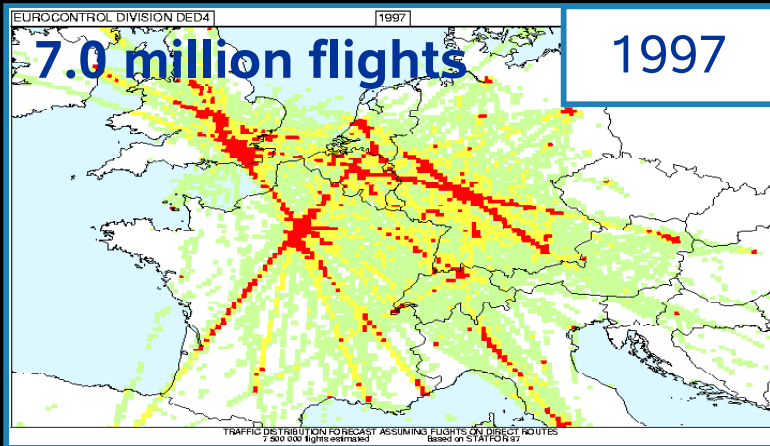 EUROCONTROL DIVISION DED4
1997
1997
7.0 million flights
TRAFFIC DISTRIBUTION FORECAST ASSUMING FLIGHTS ON DIRECT ROUTES
7 500 000 flights estimated Based on STATFOR 97